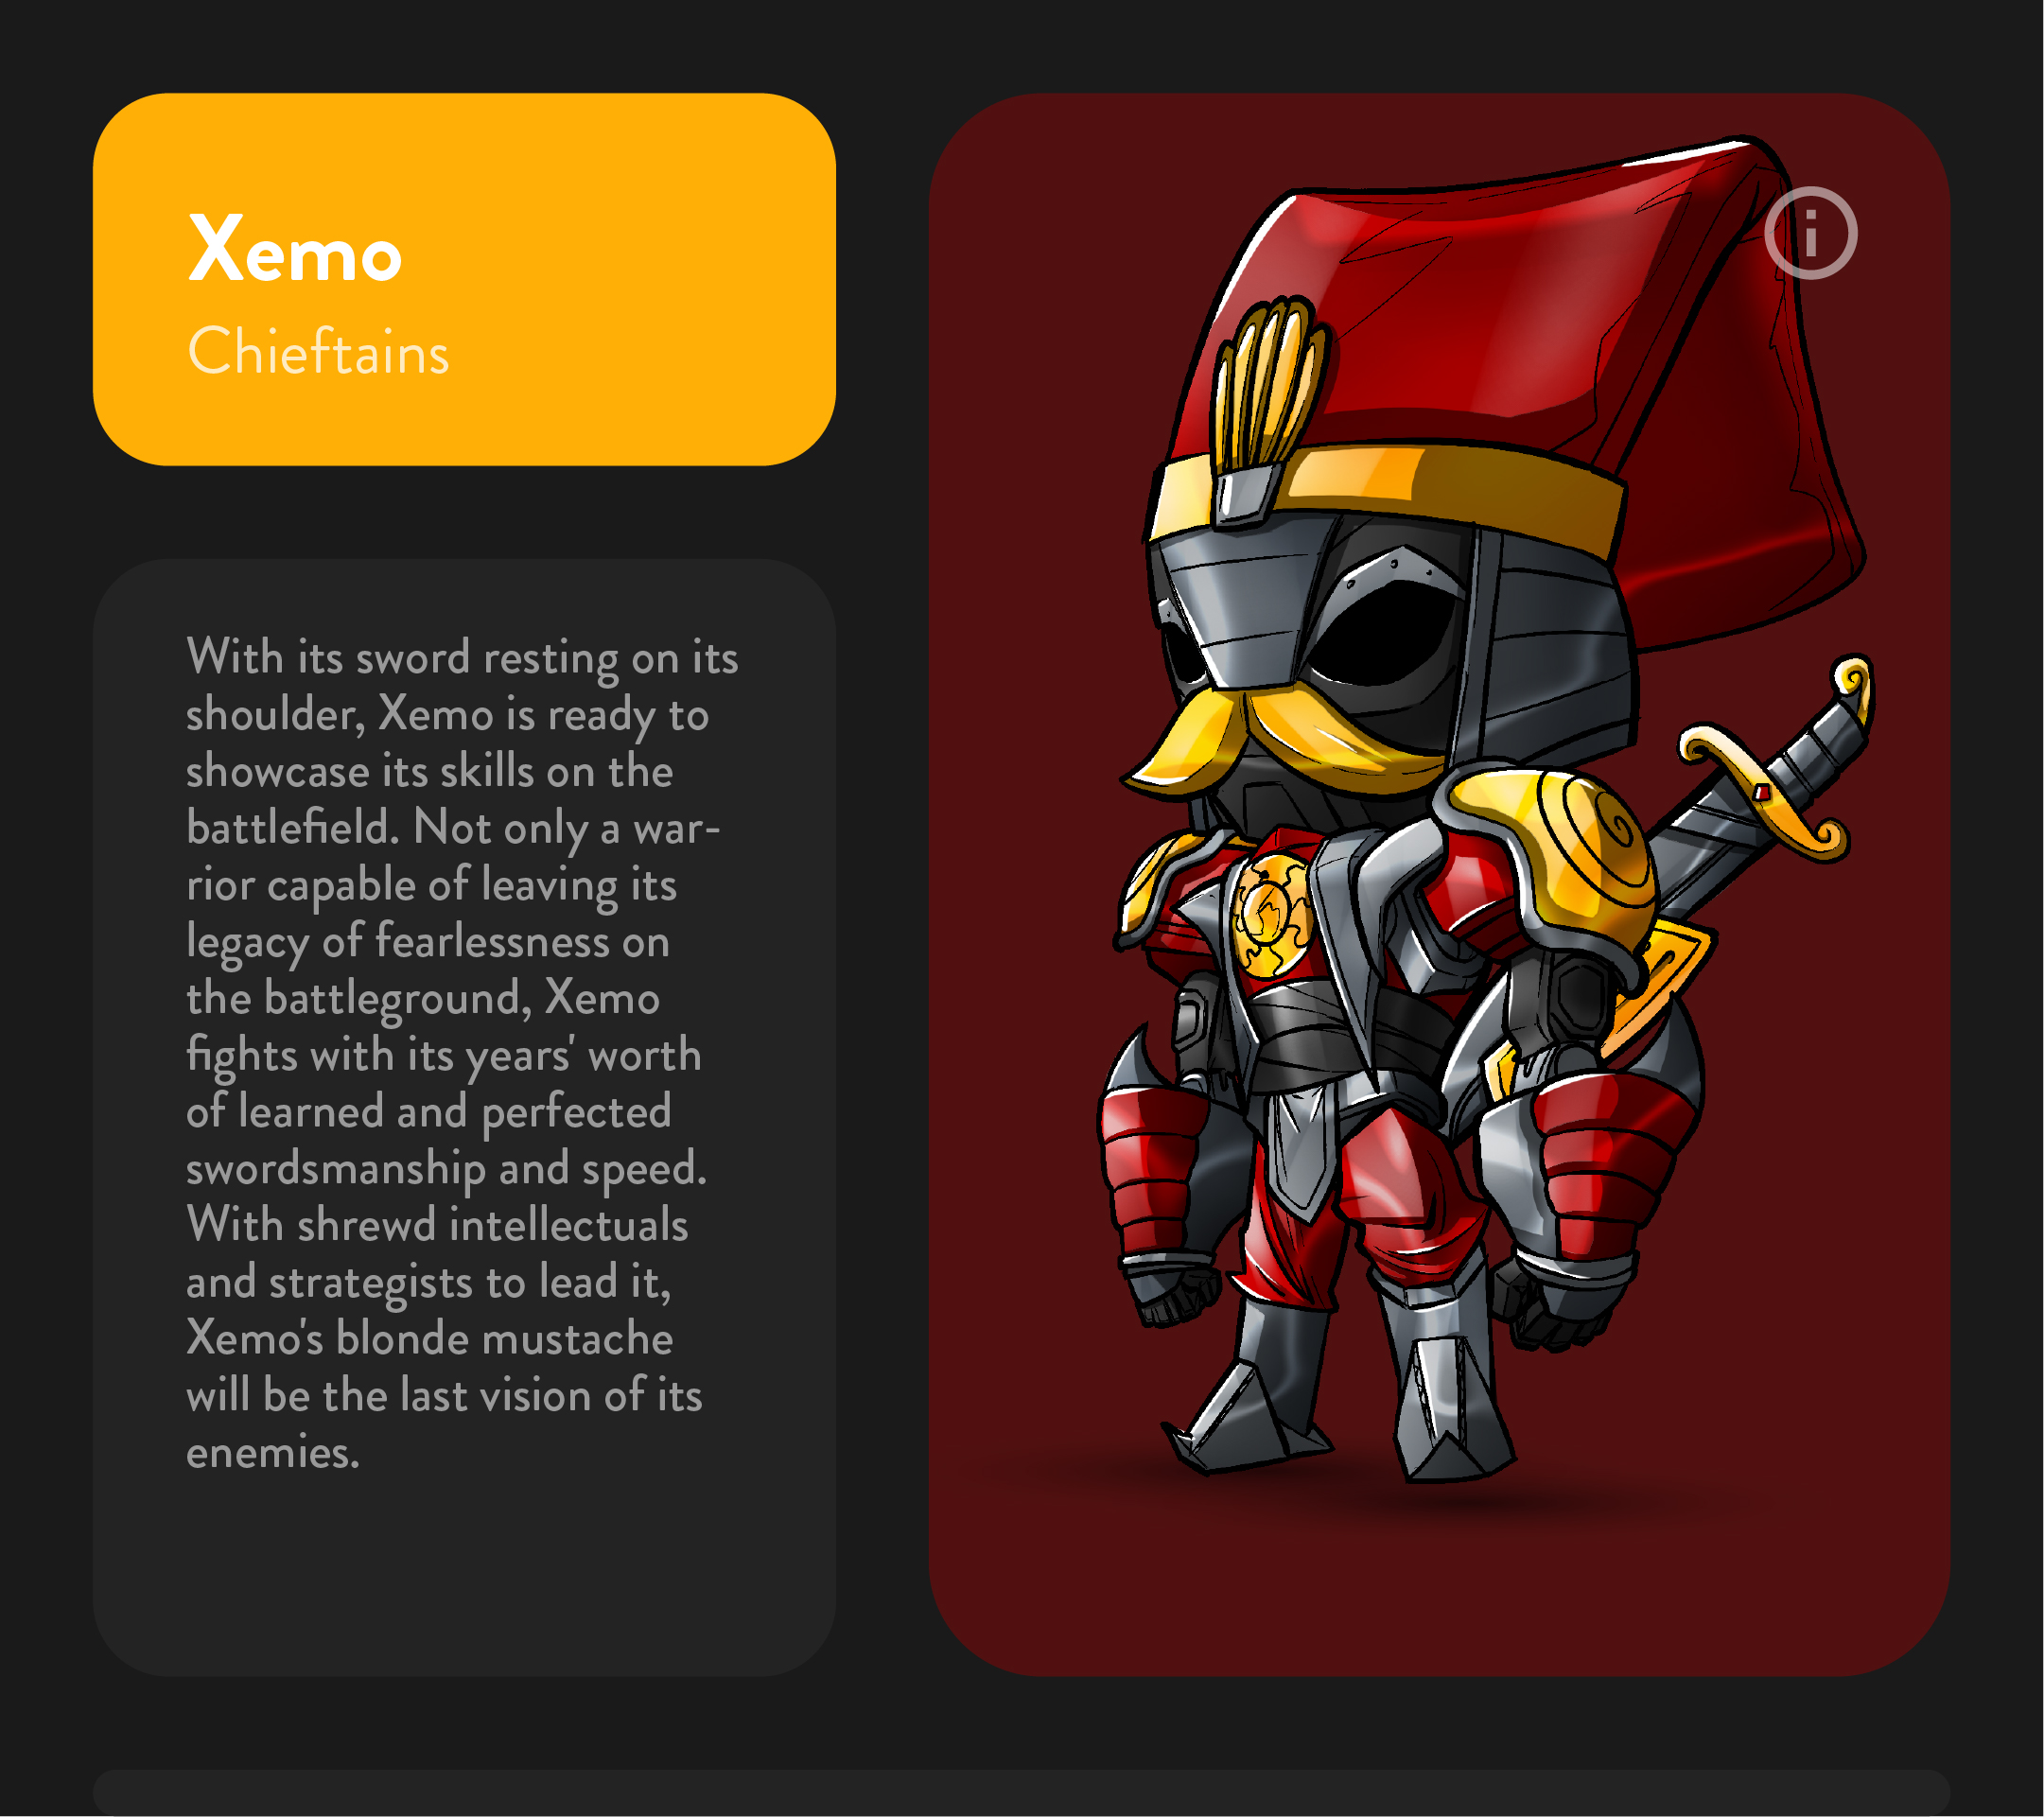 Xemo
Chieftains
With its sword resting on its
shoulder, Xemo is ready to
showcase its skills on the
battlefield. Not only a war-
rior capable of leaving its
legacy of fearlessness on
the battleground, Xemo
fights with its years' worth
of learned and perfected
swordsmanship and speed.
With shrewd intellectuals
and strategists to lead it,
Xemo's blonde mustache
will be the last vision of its
enemies.